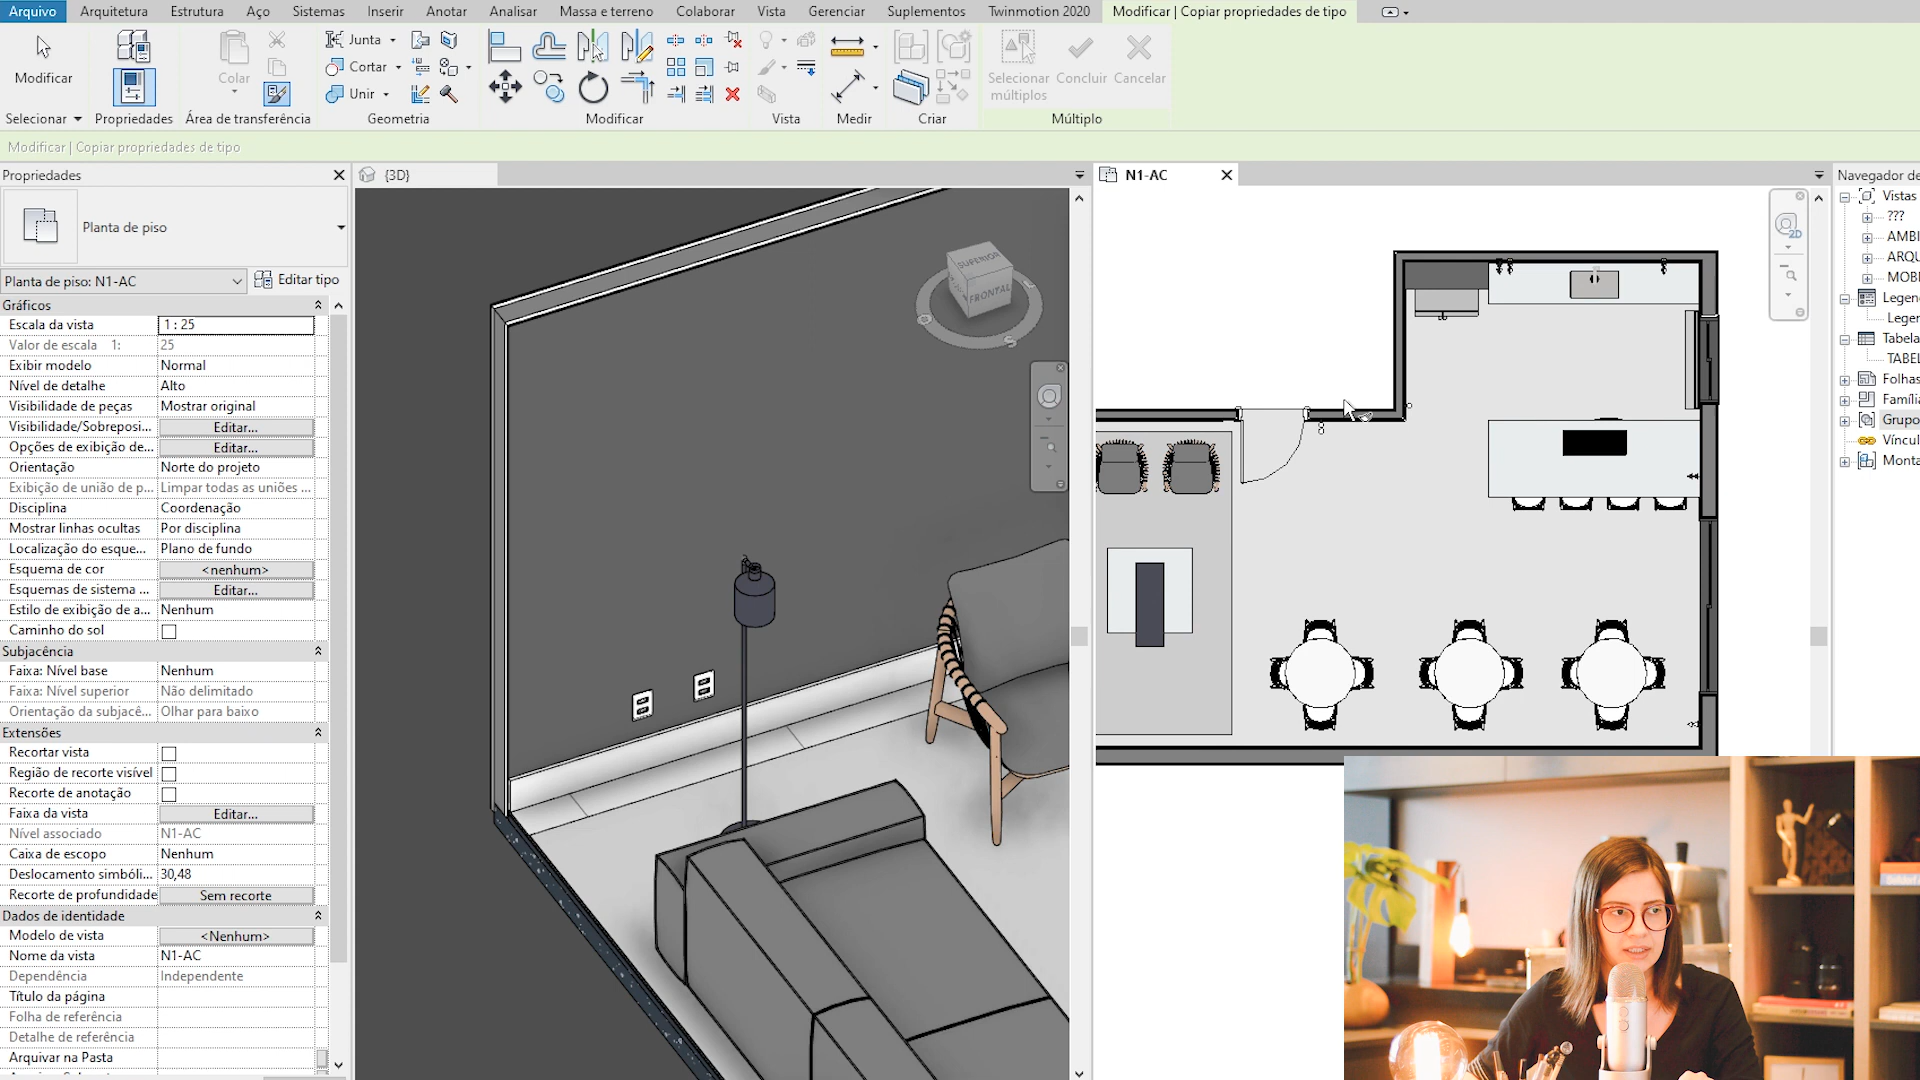 Arquivo Arquitetura Estrutura Aço Sistemas Inserir Anotar Analisar Massa e terreno Colaborar Vista Gerenciar Suplementos Twinmotion 2020 Modificar | Copiar propriedades de tipo
Junta
Modificar Colar Cortar Selecionar Concluir Cancelar
Unir múltiplos
Selecionar Propriedades Área de transferência Geometria Modificar Vista Medir Criar Múltiplo
Modificar | Copiar propriedades de tipo
Propriedades {3D} N1-AC Navegador de
Planta de piso
Planta de piso: N1-AC Editar tipo
Gráficos
Escala da vista 1 : 25
Valor de escala 1: 25
Exibir modelo Normal
Nível de detalhe Alto
Visibilidade de peças Mostrar original
Visibilidade/Sobreposi... Editar...
Opções de exibição de... Editar...
Orientação Norte do projeto
Exibição de união de p... Limpar todas as uniões ...
Disciplina Coordenação
Mostrar linhas ocultas Por disciplina
Localização do esque... Plano de fundo
Esquema de cor <nenhum>
Esquemas de sistema ... Editar...
Estilo de exibição de a... Nenhum
Caminho do sol
Subjacência
Faixa: Nível base Nenhum
Faixa: Nível superior Não delimitado
Orientação da subjacê... Olhar para baixo
Extensões
Recortar vista
Região de recorte visível
Recorte de anotação
Faixa da vista Editar...
Nível associado N1-AC
Caixa de escopo Nenhum
Deslocamento simbóli... 30,48
Recorte de profundidade Sem recorte
Dados de identidade
Modelo de vista <Nenhum>
Nome da vista N1-AC
Dependência Independente
Título da página
Folha de referência
Detalhe de referência
Arquivar na Pasta
SUPERIOR
FRONTAL
O
S
2D
Vistas
???
AMBI
ARQU
MOBI
Legen
Legen
Tabela
TABEL
Folhas
Família
Grupo
Víncul
Monta